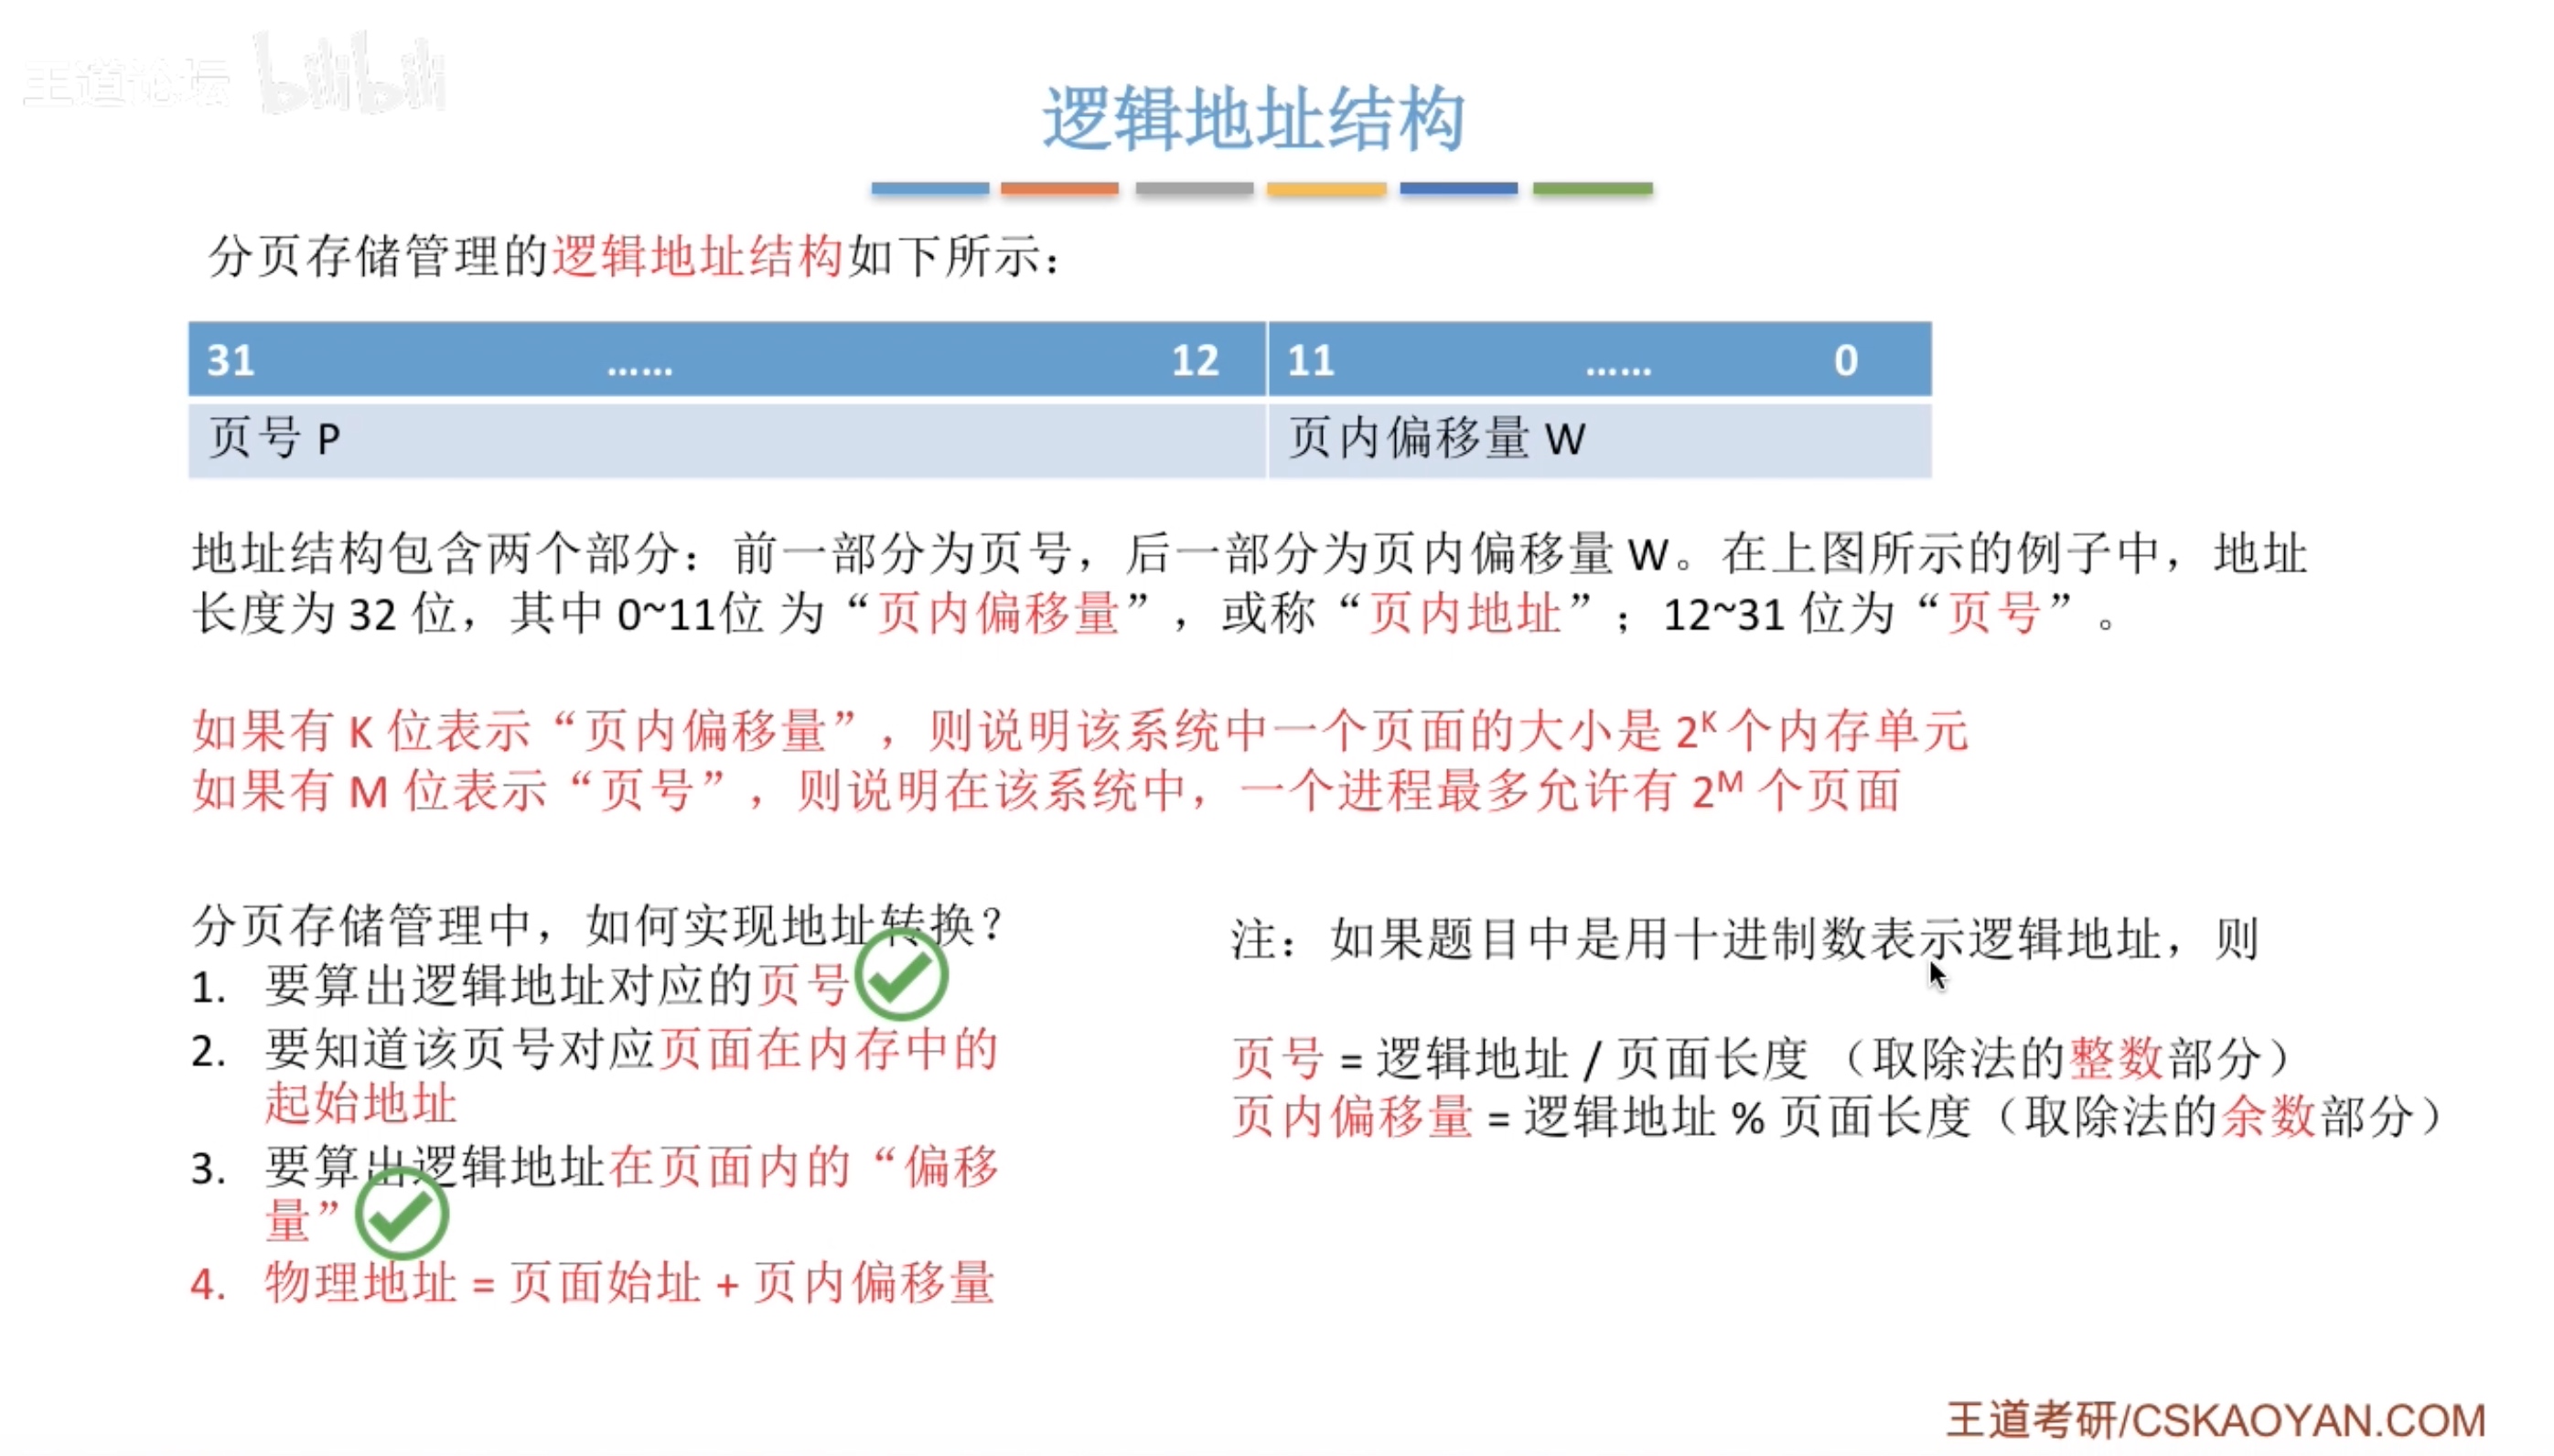 王道论坛 bilibili
逻辑地址结构
分页存储管理的逻辑地址结构如下所示：
31 …… 12 11 …… 0
页号 P 页内偏移量 W
地址结构包含两个部分：前一部分为页号，后一部分为页内偏移量 W。在上图所示的例子中，地址
长度为 32 位，其中 0~11位 为“页内偏移量”，或称“页内地址”；12~31 位为“页号”。
如果有 K 位表示“页内偏移量”，则说明该系统中一个页面的大小是 2ᴷ 个内存单元
如果有 M 位表示“页号”，则说明在该系统中，一个进程最多允许有 2ᴹ 个页面
分页存储管理中，如何实现地址转换？
1. 要算出逻辑地址对应的页号
2. 要知道该页号对应页面在内存中的
起始地址
3. 要算出逻辑地址在页面内的“偏移
量”
4. 物理地址 = 页面始址 + 页内偏移量
注：如果题目中是用十进制数表示逻辑地址，则
页号 = 逻辑地址 / 页面长度 （取除法的整数部分）
页内偏移量 = 逻辑地址 % 页面长度（取除法的余数部分）
王道考研/CSKAOYAN.COM